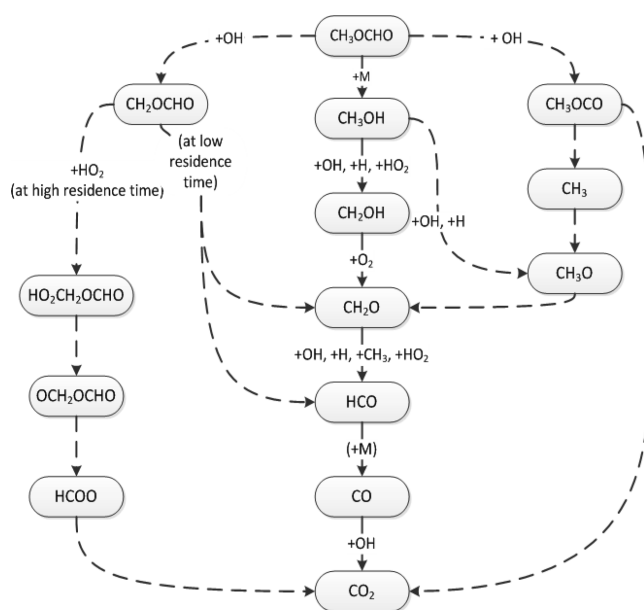 CH₃OCHO
+OH
+ OH
+M
CH₂OCHO
CH₃OH
CH₃OCO
(at low
residence
time)
+HO₂
(at high residence time)
+OH, +H, +HO₂
CH₃
CH₂OH
+OH, +H
+O₂
CH₃O
HO₂CH₂OCHO
CH₂O
+OH, +H, +CH₃, +HO₂
OCH₂OCHO
HCO
(+M)
HCOO
CO
+OH
CO₂